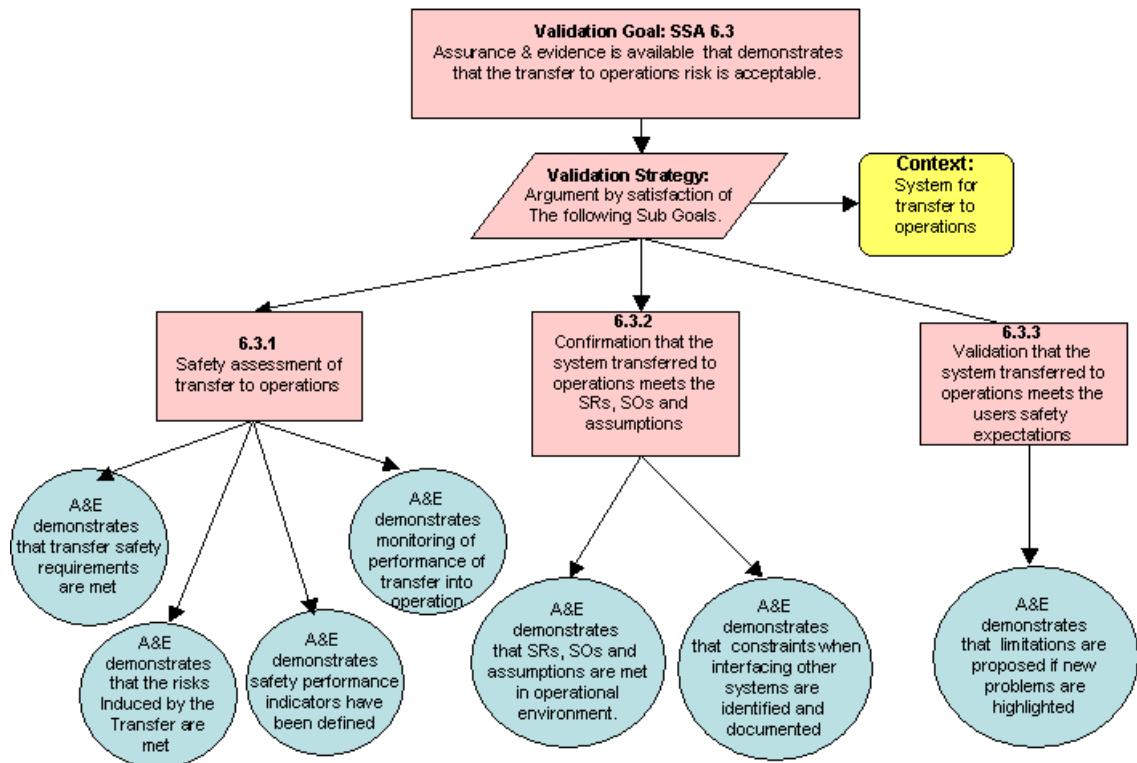 Validation Goal: SSA 6.3
Assurance & evidence is available that demonstrates
that the transfer to operations risk is acceptable.
Validation Strategy:
Argument by satisfaction of
The following Sub Goals.
Context:
System for
transfer to
operations
6.3.1
Safety assessment of
transfer to operations
6.3.2
Confirmation that the
system transferred to
operations meets the
SRs, SOs and
assumptions
6.3.3
Validation that the
system transferred to
operations meets the
users safety
expectations
A&E
demonstrates
that transfer safety
requirements
are met
A&E
demonstrates
that the risks
Induced by the
Transfer are
met
A&E
demonstrates
safety performance
indicators have
been defined
A&E
demonstrates
monitoring of
performance of
transfer into
operation
A&E
demonstrates
that SRs, SOs and
assumptions are met
in operational
environment.
A&E
demonstrates
that constraints when
interfacing other
systems are
identified and
documented
A&E
demonstrates
that limitations are
proposed if new
problems are
highlighted